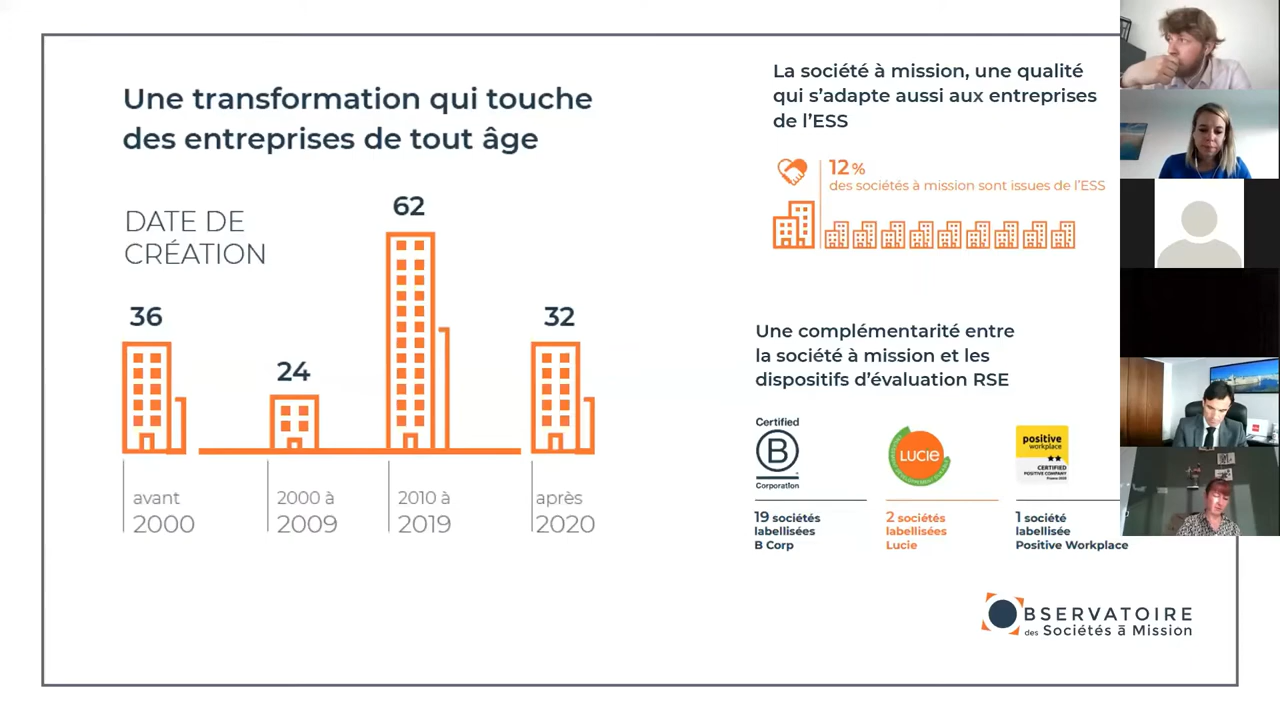 Une transformation qui touche
des entreprises de tout âge
DATE DE
CRÉATION
36
24
62
32
avant
2000
2000 à
2009
2010 à
2019
après
2020
La société à mission, une qualité
qui s'adapte aussi aux entreprises
de l'ESS
12 %
des sociétés à mission sont issues de l'ESS
Une complémentarité entre
la société à mission et les
dispositifs d'évaluation RSE
Certified
B
Corporation
19 sociétés
labellisées
B Corp
LUCIE
2 sociétés
labellisées
Lucie
positive
workplace
CERTIFIED
POSITIVE COMPANY
1 société
labellisée
Positive Workplace
OBSERVATOIRE
des Sociétés à Mission